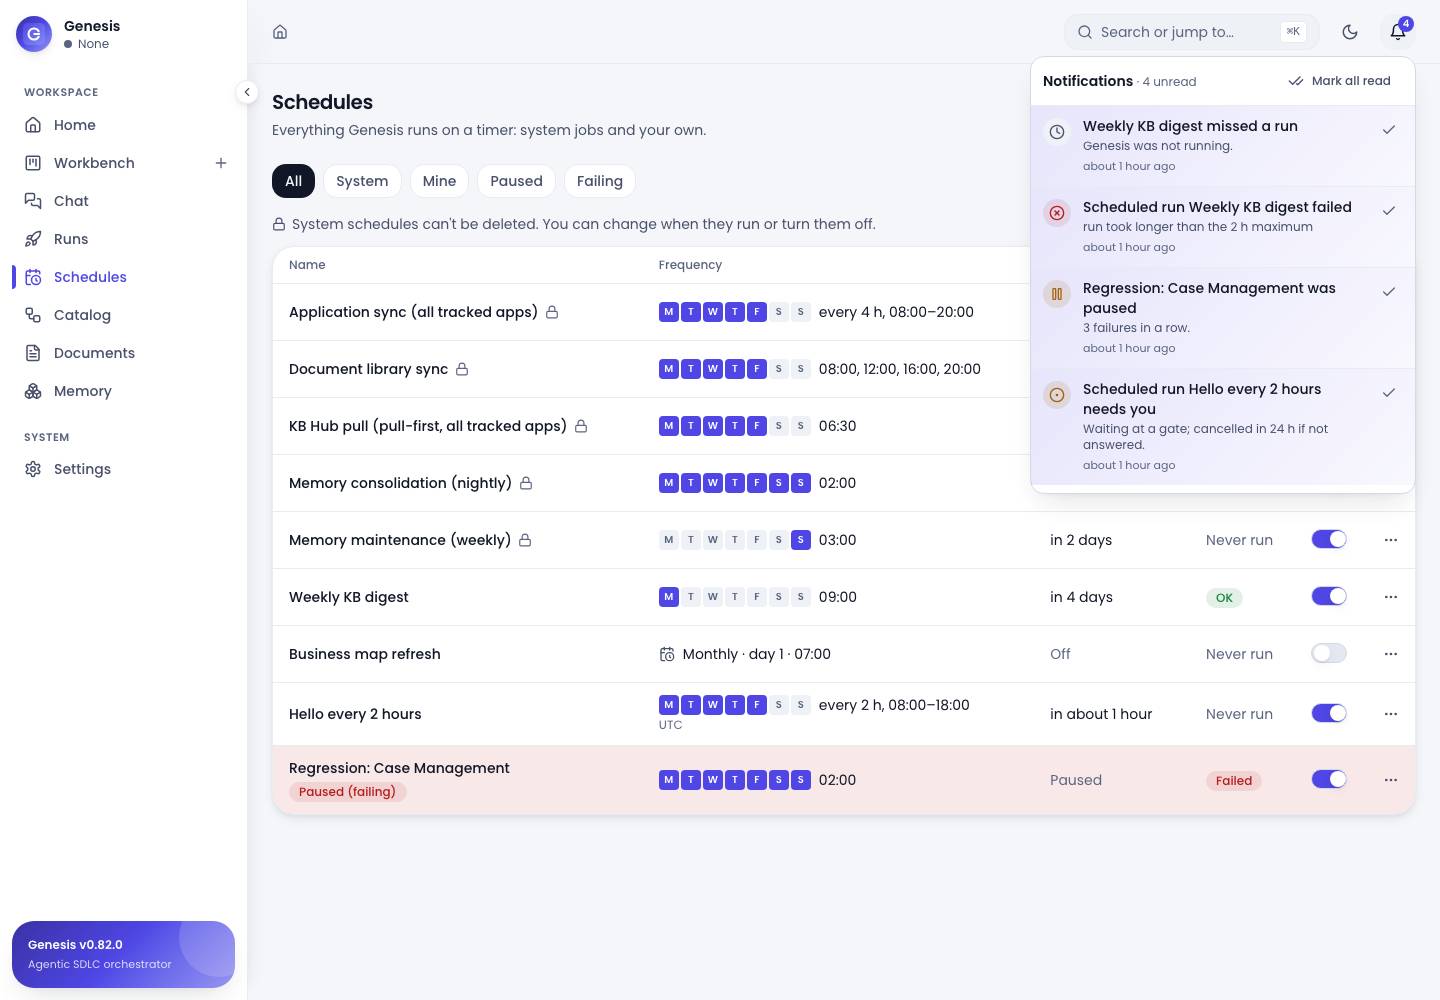 Genesis
None
WORKSPACE
Home
Workbench
Chat
Runs
Schedules
Catalog
Documents
Memory
SYSTEM
Settings
Genesis v0.82.0
Agentic SDLC orchestrator
Search or jump to...
⌘K
4
Schedules
Everything Genesis runs on a timer: system jobs and your own.
All System Mine Paused Failing
System schedules can't be deleted. You can change when they run or turn them off.
Name Frequency
Application sync (all tracked apps) M T W T F S S every 4 h, 08:00–20:00
Document library sync M T W T F S S 08:00, 12:00, 16:00, 20:00
KB Hub pull (pull-first, all tracked apps) M T W T F S S 06:30
Memory consolidation (nightly) M T W T F S S 02:00
Memory maintenance (weekly) M T W T F S S 03:00 in 2 days Never run
Weekly KB digest M T W T F S S 09:00 in 4 days OK
Business map refresh Monthly · day 1 · 07:00 Off Never run
Hello every 2 hours M T W T F S S every 2 h, 08:00–18:00 in about 1 hour Never run
UTC
Regression: Case Management M T W T F S S 02:00 Paused Failed
Paused (failing)
Notifications · 4 unread Mark all read
Weekly KB digest missed a run
Genesis was not running.
about 1 hour ago
Scheduled run Weekly KB digest failed
run took longer than the 2 h maximum
about 1 hour ago
Regression: Case Management was
paused
3 failures in a row.
about 1 hour ago
Scheduled run Hello every 2 hours
needs you
Waiting at a gate; cancelled in 24 h if not
answered.
about 1 hour ago